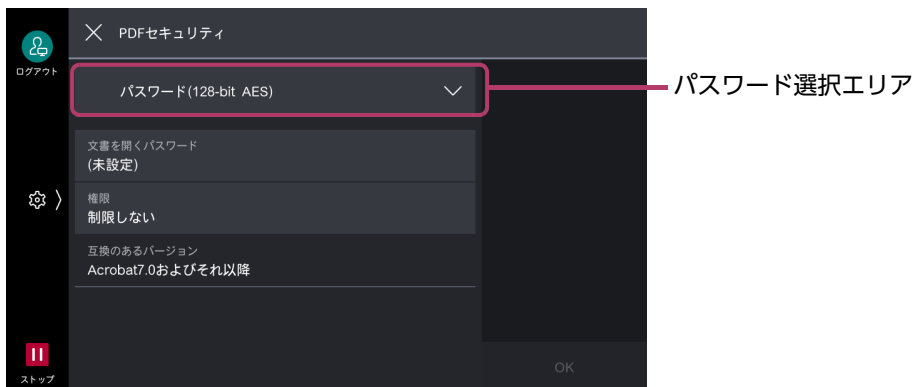 PDFセキュリティ
ログアウト
パスワード(128-bit AES)
パスワード選択エリア
文書を開くパスワード
(未設定)
権限
制限しない
互換のあるバージョン
Acrobat7.0およびそれ以降
OK
ストップ